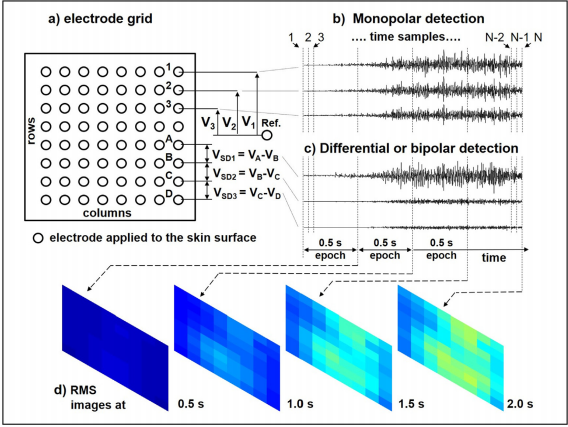 a) electrode grid
b) Monopolar detection
1 2 3 .... time samples.... N-2 N-1 N
1
2
3
V3 V2 V1 Ref.
A
B
C
D
rows
columns
VSD1 = VA-VB
VSD2 = VB-VC
VSD3 = VC-VD
c) Differential or bipolar detection
electrode applied to the skin surface
0.5 s epoch
0.5 s epoch
0.5 s epoch
time
d) RMS
images at
0.5 s
1.0 s
1.5 s
2.0 s